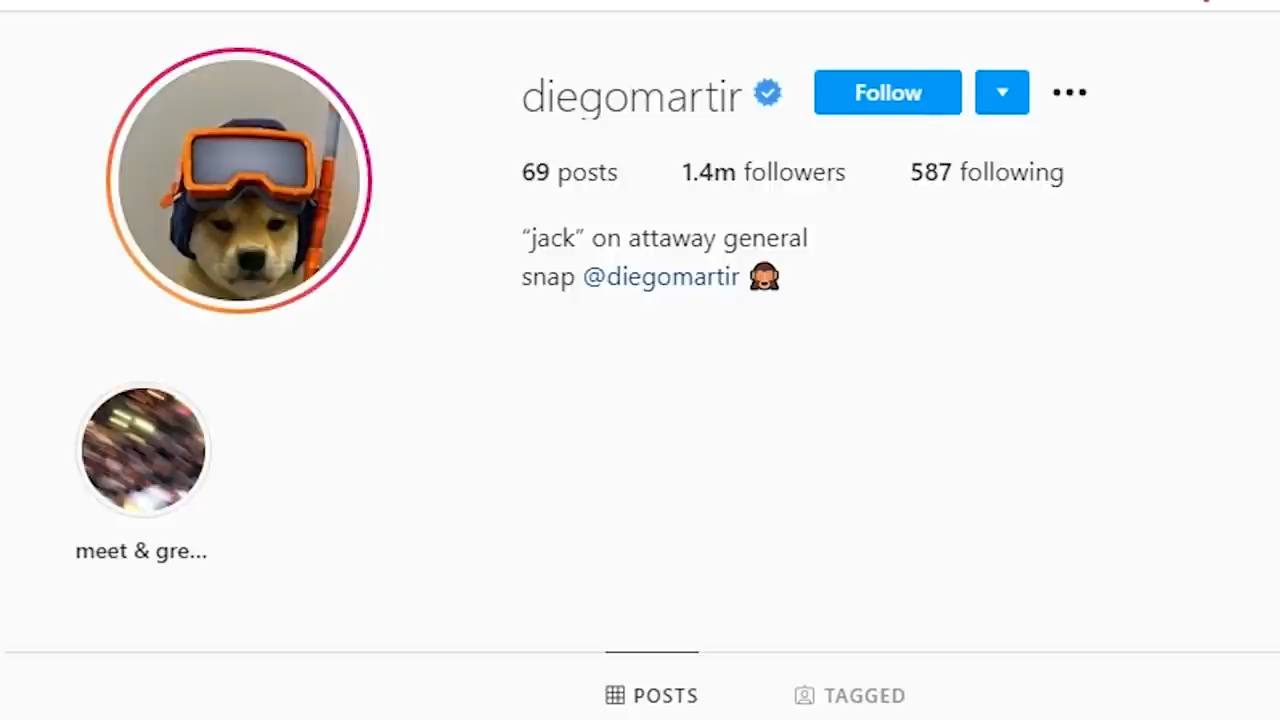 diegomartir
Follow
69 posts
1.4m followers
587 following
“jack” on attaway general
snap @diegomartir 🙉
meet & gre...
POSTS
TAGGED